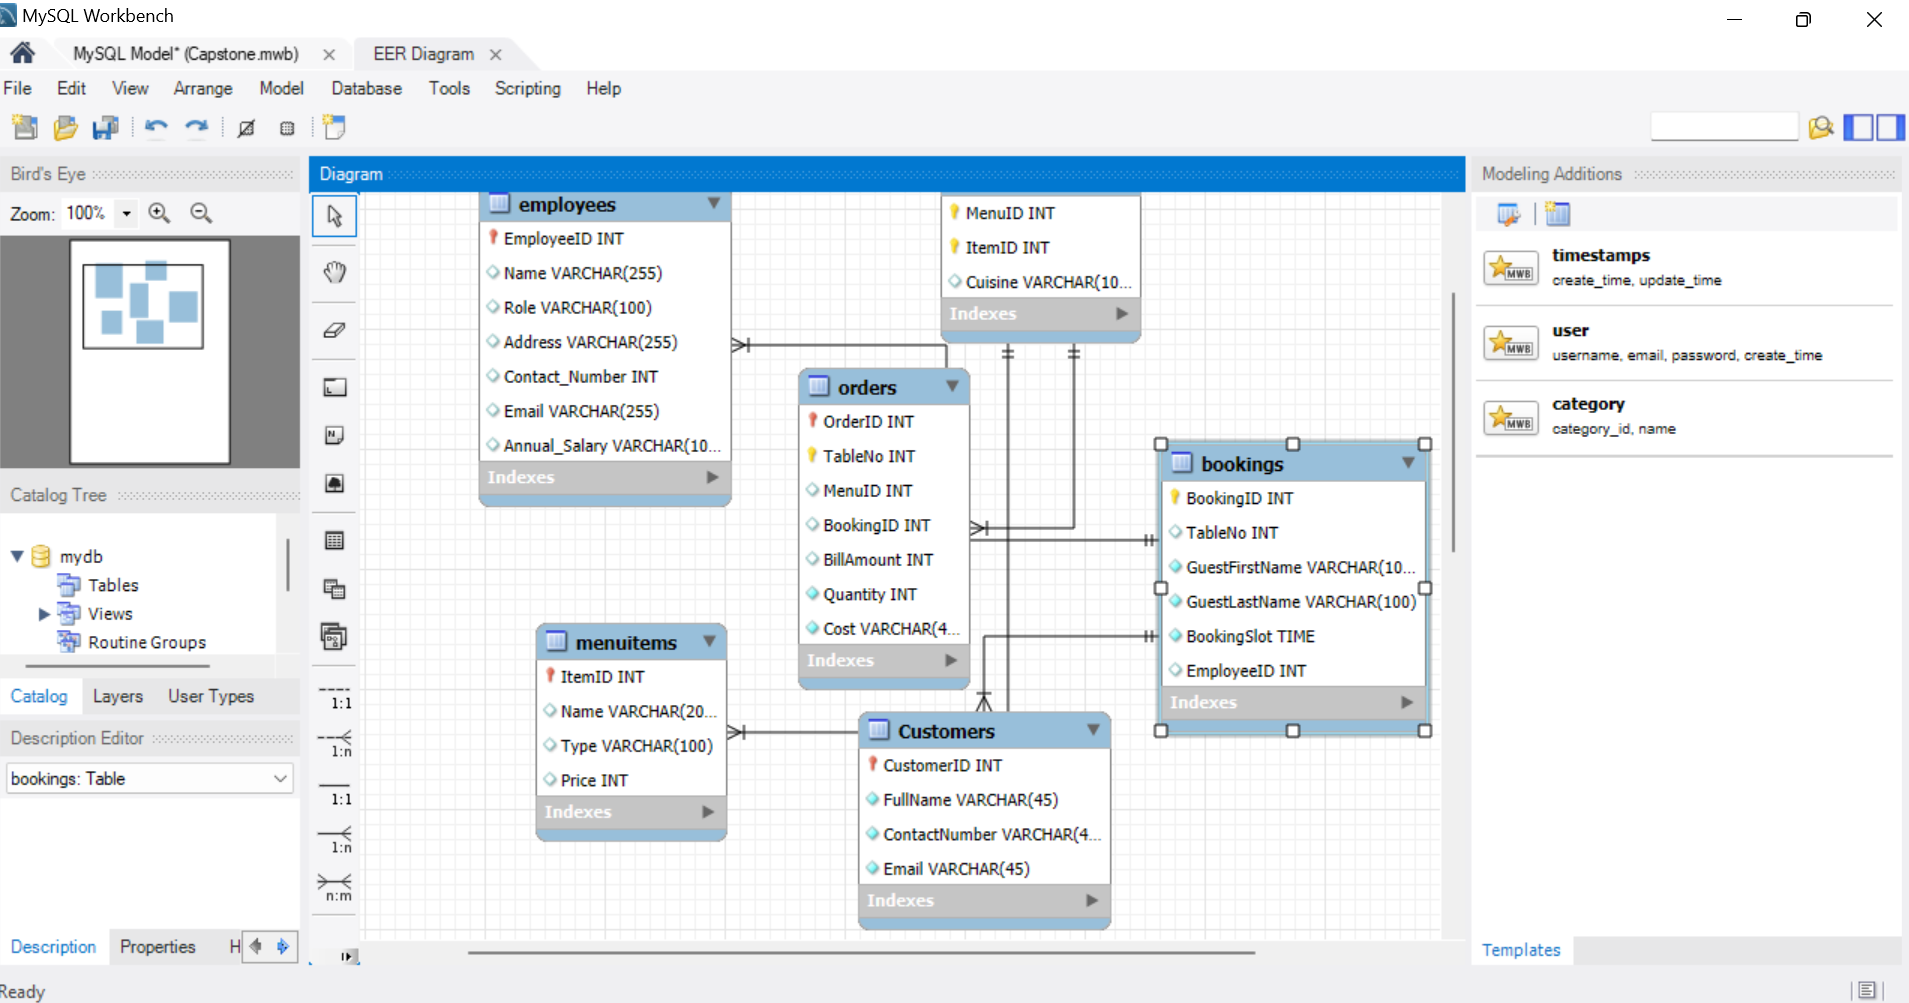 MySQL Workbench
MySQL Model* (Capstone.mwb)
EER Diagram
File Edit View Arrange Model Database Tools Scripting Help
Bird's Eye
Zoom: 100%
Catalog Tree
mydb
Tables
Views
Routine Groups
Catalog Layers User Types
Description Editor
bookings: Table
Description Properties H
Ready
Diagram
1:1
1:n
1:1
1:n
n:m
employees
EmployeeID INT
Name VARCHAR(255)
Role VARCHAR(100)
Address VARCHAR(255)
Contact_Number INT
Email VARCHAR(255)
Annual_Salary VARCHAR(10...
Indexes
MenuID INT
ItemID INT
Cuisine VARCHAR(10...
Indexes
orders
OrderID INT
TableNo INT
MenuID INT
BookingID INT
BillAmount INT
Quantity INT
Cost VARCHAR(4...
Indexes
bookings
BookingID INT
TableNo INT
GuestFirstName VARCHAR(10...
GuestLastName VARCHAR(100)
BookingSlot TIME
EmployeeID INT
Indexes
menuitems
ItemID INT
Name VARCHAR(20...
Type VARCHAR(100)
Price INT
Indexes
Customers
CustomerID INT
FullName VARCHAR(45)
ContactNumber VARCHAR(4...
Email VARCHAR(45)
Indexes
Modeling Additions
MWB
timestamps
create_time, update_time
MWB
user
username, email, password, create_time
MWB
category
category_id, name
Templates